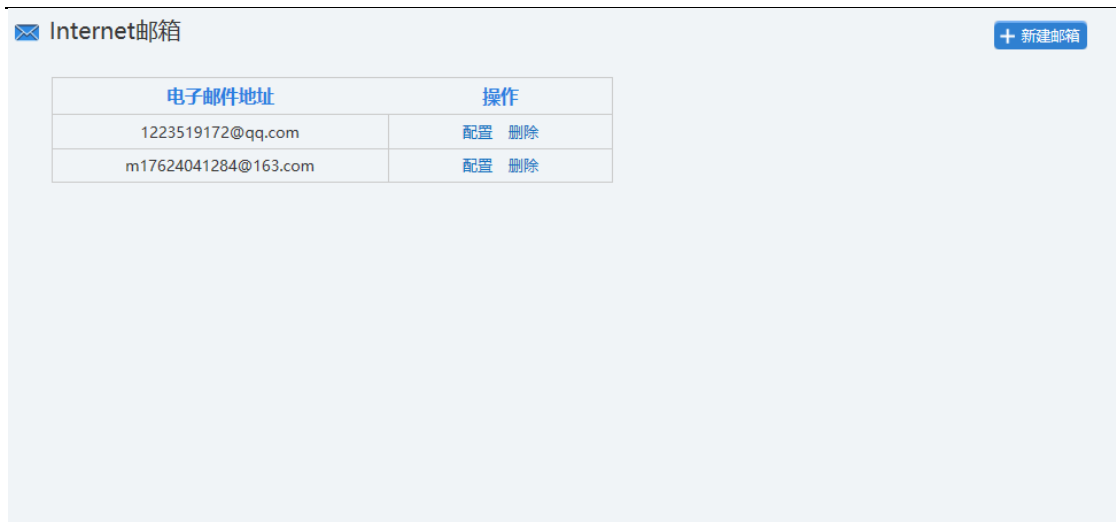 Internet邮箱
新建邮箱
电子邮件地址 操作
1223519172@qq.com 配置 删除
m17624041284@163.com 配置 删除